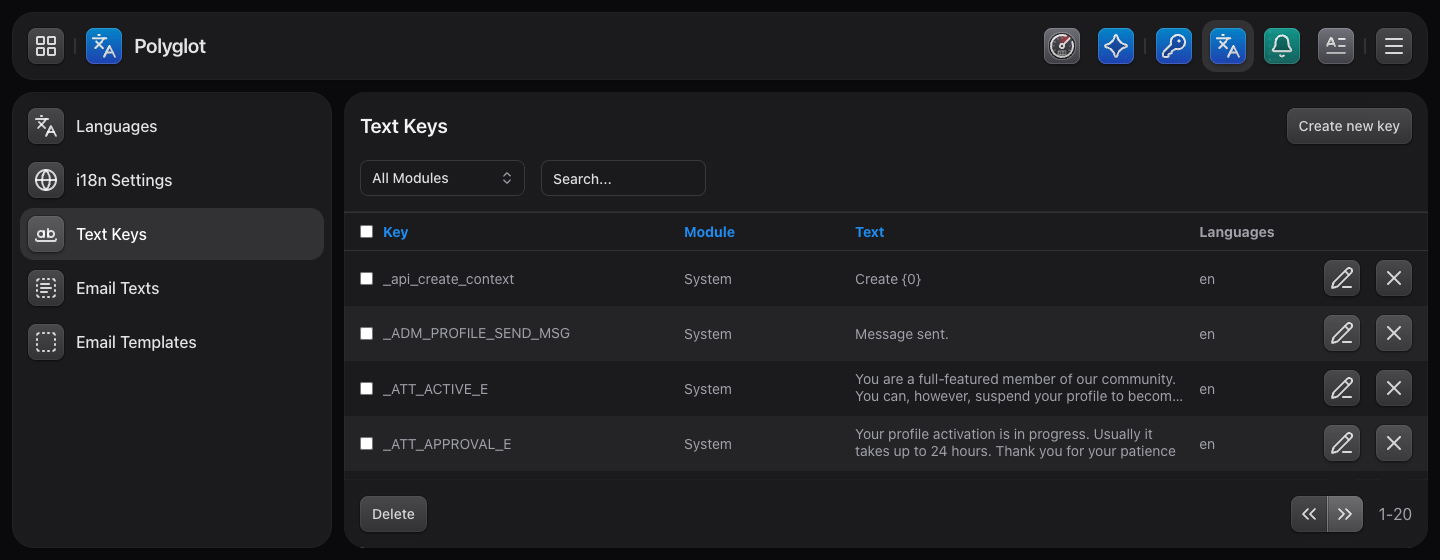 Polyglot
Languages
i18n Settings
ab
Text Keys
Email Texts
Email Templates
Text Keys
Create new key
All Modules
Search...
Key Module Text Languages
_api_create_context System Create {0} en
_ADM_PROFILE_SEND_MSG System Message sent. en
_ATT_ACTIVE_E System You are a full-featured member of our community. en
You can, however, suspend your profile to becom...
_ATT_APPROVAL_E System Your profile activation is in progress. Usually it en
takes up to 24 hours. Thank you for your patience
Delete
1-20